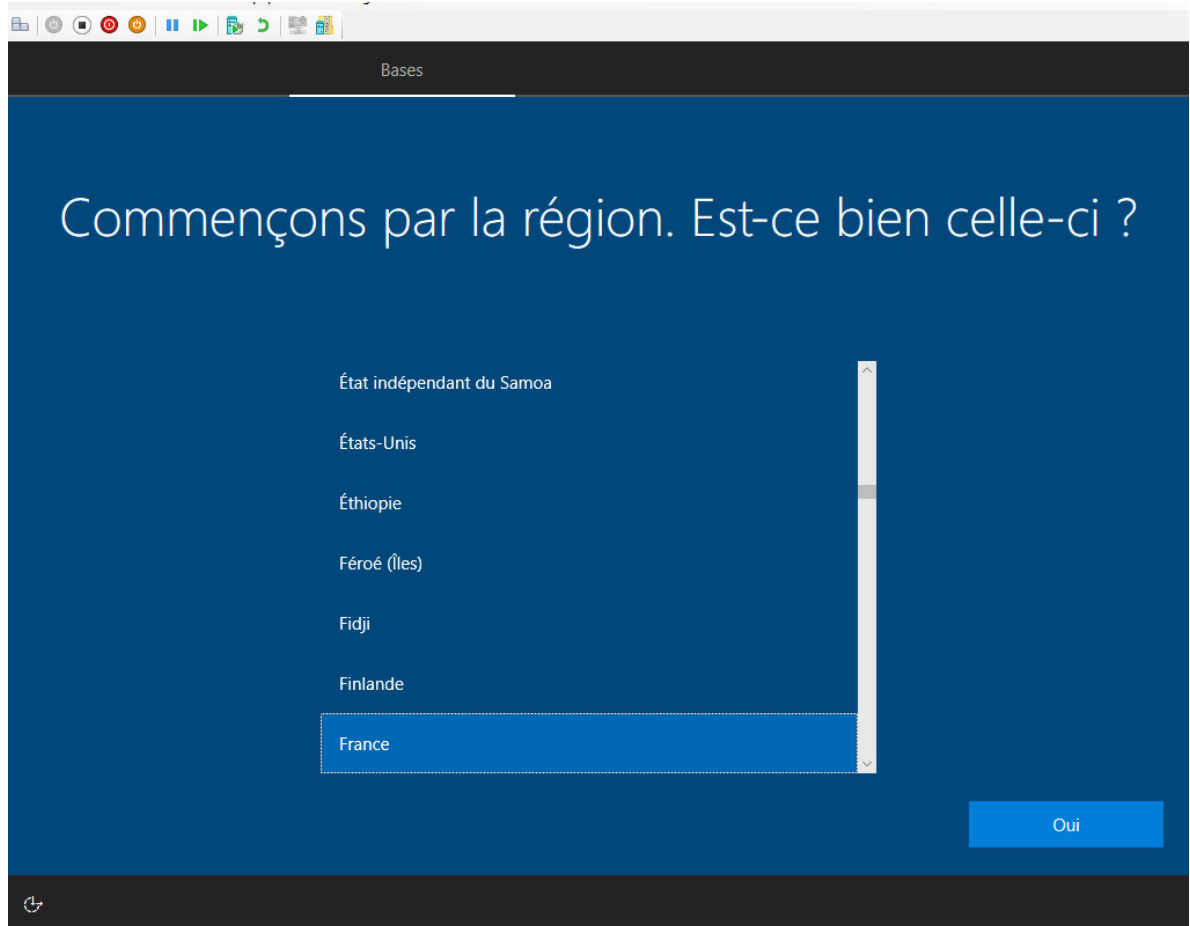 Bases
Commençons par la région. Est-ce bien celle-ci ?
État indépendant du Samoa
États-Unis
Éthiopie
Féroé (Îles)
Fidji
Finlande
France
Oui